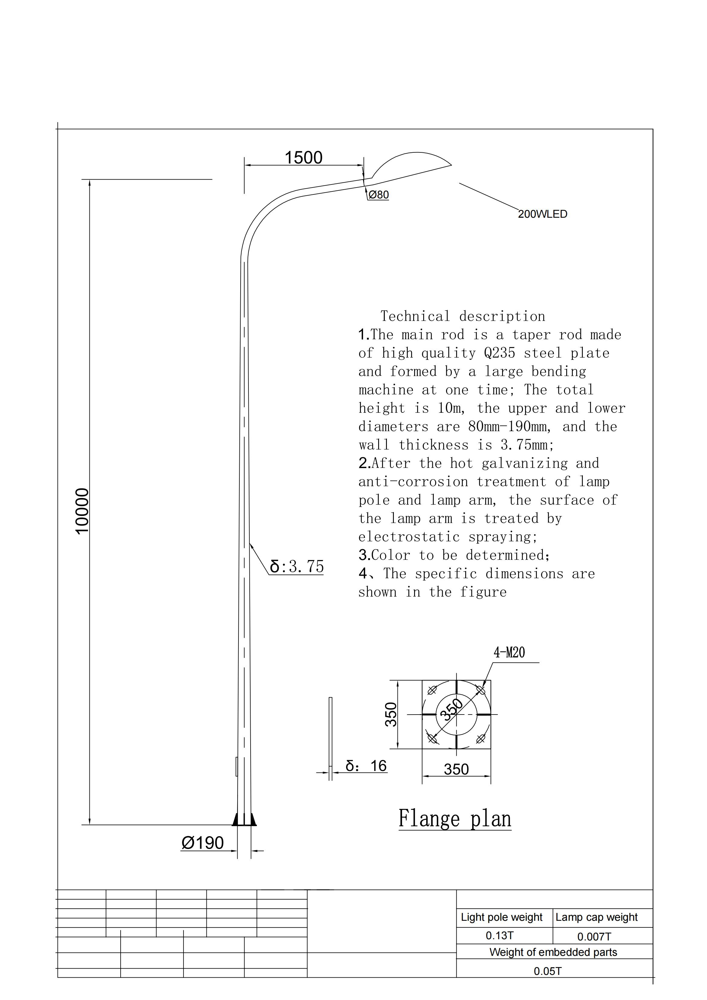 1500
Ø80
200WLED
10000
Technical description
1.The main rod is a taper rod made
of high quality Q235 steel plate
and formed by a large bending
machine at one time; The total
height is 10m, the upper and lower
diameters are 80mm-190mm, and the
wall thickness is 3.75mm;
2.After the hot galvanizing and
anti-corrosion treatment of lamp
pole and lamp arm, the surface of
the lamp arm is treated by
electrostatic spraying;
3.Color to be determined;
4、The specific dimensions are
shown in the figure
δ:3.75
4-M20
350
350
350
δ: 16
Flange plan
Ø190
Light pole weight
Lamp cap weight
0.13T
0.007T
Weight of embedded parts
0.05T